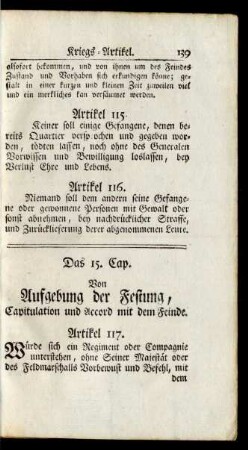 Kriegs-Artikel. 139
alsofort bekommen, und von ihnen um des Feindes
Zustand und Vorhaben sich erkundigen könne; ge-
stalt in einer kurzen und kleinen Zeit zuweilen viel
und ein merkliches kan versäumet werden.
Artikel 115.
Keiner soll einige Gefangene, denen be-
reits Quartier versprochen und gegeben wor-
den, tödten lassen, noch ohne des Generalen
Vorwissen und Bewilligung loslassen, bey
Verlust Ehre und Lebens.
Artikel 116.
Niemand soll dem andern seine Gefange-
ne oder gewonnene Personen mit Gewalt oder
sonst abnehmen, bey nachdrücklicher Straffe,
und Zurücklieferung derer abgenommenen Leute.
Das 15. Cap.
Von
Aufgebung der Festung,
Capitulation und Accord mit dem Feinde.
Artikel 117.
Würde sich ein Regiment oder Compagnie
unterstehen, ohne Seiner Majestät oder
des Feldmarschalls Vorbewust und Befehl, mit
dem